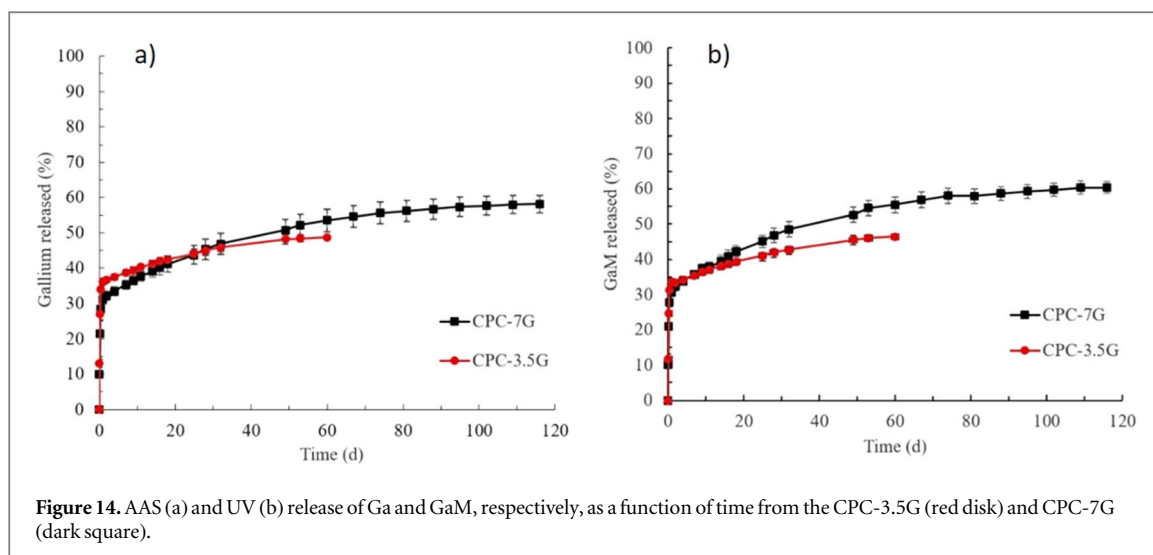 a)
Gallium released (%)
100
90
80
70
60
50
40
30
20
10
0
CPC-7G
CPC-3.5G
0 20 40 60 80 100 120
Time (d)
b)
GaM released (%)
100
90
80
70
60
50
40
30
20
10
0
CPC-7G
CPC-3.5G
0 20 40 60 80 100 120
Time (d)
Figure 14. AAS (a) and UV (b) release of Ga and GaM, respectively, as a function of time from the CPC-3.5G (red disk) and CPC-7G
(dark square).